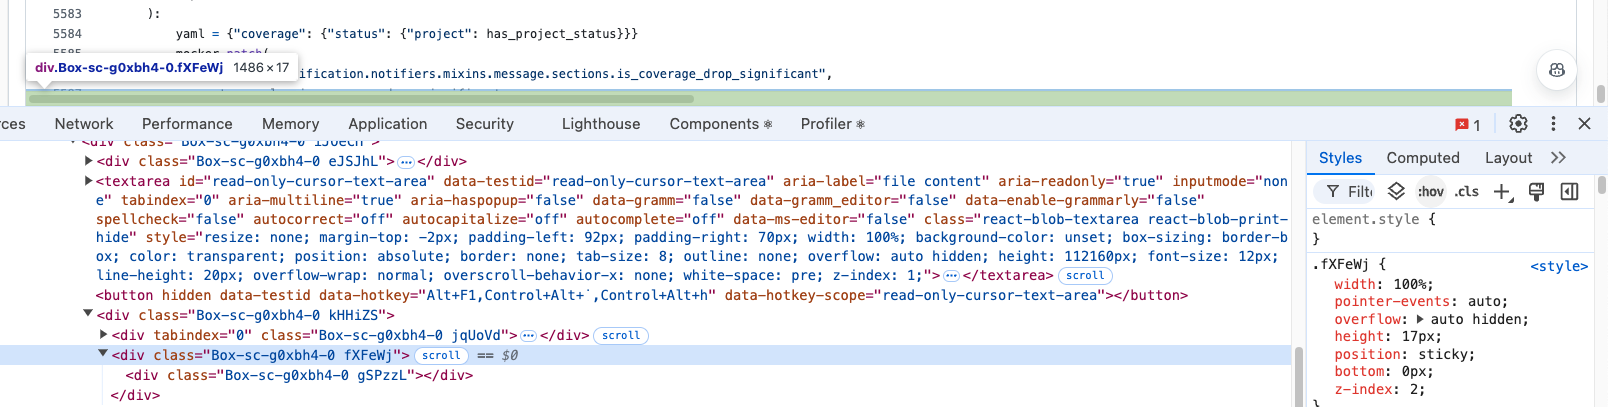 5583 ):
5584 yaml = {"coverage": {"status": {"project": has_project_status}}}
5585 mocker.patch(
div.Box-sc-g0xbh4-0.fXFeWj 1486×17
ification.notifiers.mixins.message.sections.is_coverage_drop_significant",
rces Network Performance Memory Application Security Lighthouse Components ⚛ Profiler ⚛ 1
<div class="Box-sc-g0xbh4-0 iJOeCH">
<div class="Box-sc-g0xbh4-0 eJSJhL">…</div>
<textarea id="read-only-cursor-text-area" data-testid="read-only-cursor-text-area" aria-label="file content" aria-readonly="true" inputmode="non
e" tabindex="0" aria-multiline="true" aria-haspopup="false" data-gramm="false" data-gramm_editor="false" data-enable-grammarly="false"
spellcheck="false" autocorrect="off" autocapitalize="off" autocomplete="off" data-ms-editor="false" class="react-blob-textarea react-blob-print-
hide" style="resize: none; margin-top: -2px; padding-left: 92px; padding-right: 70px; width: 100%; background-color: unset; box-sizing: border-b
ox; color: transparent; position: absolute; border: none; tab-size: 8; outline: none; overflow: auto hidden; height: 112160px; font-size: 12px;
line-height: 20px; overflow-wrap: normal; overscroll-behavior-x: none; white-space: pre; z-index: 1;">…</textarea> scroll
<button hidden data-testid data-hotkey="Alt+F1,Control+Alt+`,Control+Alt+h" data-hotkey-scope="read-only-cursor-text-area"></button>
<div class="Box-sc-g0xbh4-0 kHHiZS">
<div tabindex="0" class="Box-sc-g0xbh4-0 jqUoVd">…</div> scroll
<div class="Box-sc-g0xbh4-0 fXFeWj"> scroll == $0
<div class="Box-sc-g0xbh4-0 gSPzzL"></div>
</div>
Styles Computed Layout
Filte :hov .cls
element.style {
}
.fXFeWj { <style>
width: 100%;
pointer-events: auto;
overflow: auto hidden;
height: 17px;
position: sticky;
bottom: 0px;
z-index: 2;
}